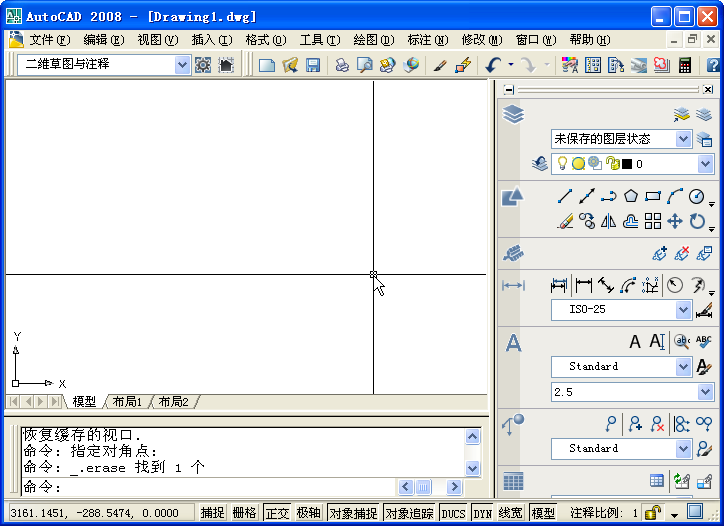 AutoCAD 2008 - [Drawing1.dwg]
文件(F) 编辑(E) 视图(V) 插入(I) 格式(O) 工具(T) 绘图(D) 标注(N) 修改(M) 窗口(W) 帮助(H)
二维草图与注释
未保存的图层状态
0
ISO-25
A A ABC
A
Standard
2.5
Standard
Y
X
模型 布局1 布局2
恢复缓存的视口.
命令: 指定对角点:
命令: _.erase 找到 1 个
命令:
3161.1451, -288.5474, 0.0000 捕捉 栅格 正交 极轴 对象捕捉 对象追踪 DUCS DYN 线宽 模型 注释比例: 1